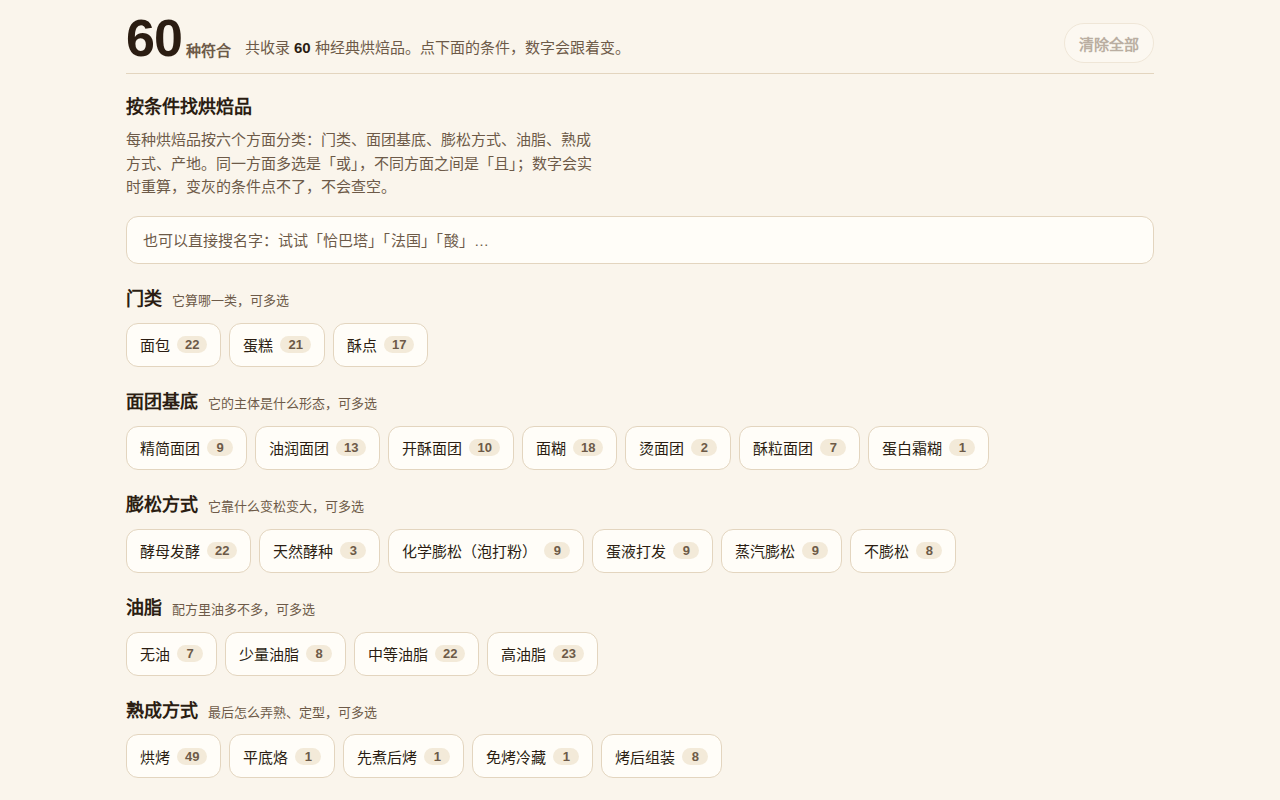 60 种符合 共收录 60 种经典烘焙品。点下面的条件，数字会跟着变。 清除全部
按条件找烘焙品
每种烘焙品按六个方面分类：门类、面团基底、膨松方式、油脂、熟成
方式、产地。同一方面多选是「或」，不同方面之间是「且」；数字会实
时重算，变灰的条件点不了，不会查空。
也可以直接搜名字：试试「恰巴塔」「法国」「酸」…
门类 它算哪一类，可多选
面包 22 蛋糕 21 酥点 17
面团基底 它的主体是什么形态，可多选
精简面团 9 油润面团 13 开酥面团 10 面糊 18 烫面团 2 酥粒面团 7 蛋白霜糊 1
膨松方式 它靠什么变松变大，可多选
酵母发酵 22 天然酵种 3 化学膨松（泡打粉） 9 蛋液打发 9 蒸汽膨松 9 不膨松 8
油脂 配方里油多不多，可多选
无油 7 少量油脂 8 中等油脂 22 高油脂 23
熟成方式 最后怎么弄熟、定型，可多选
烘烤 49 平底烙 1 先煮后烤 1 免烤冷藏 1 烤后组装 8